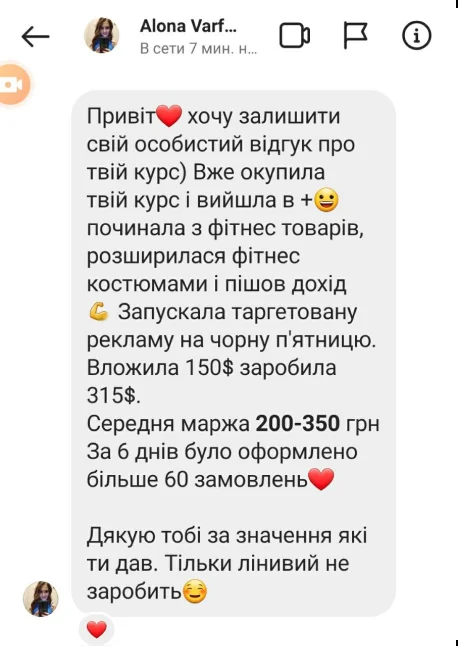 Alona Varf...
В сети 7 мин. н...
Привіт❤️ хочу залишити
свій особистий відгук про
твій курс) Вже окупила
твій курс і вийшла в +😀
починала з фітнес товарів,
розширилася фітнес
костюмами і пішов дохід
💪 Запускала таргетовану
рекламу на чорну п'ятницю.
Вложила 150$ заробила
315$.
Середня маржа 200-350 грн
За 6 днів було оформлено
більше 60 замовлень❤️
Дякую тобі за значення які
ти дав. Тільки лінивий не
заробить☺️
❤️